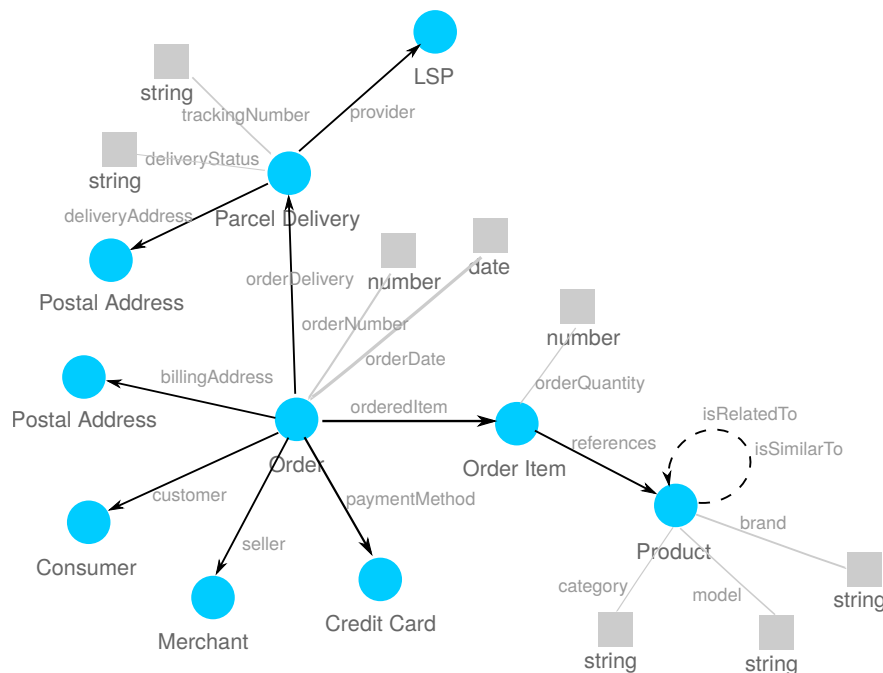 LSP
string
trackingNumber
provider
deliveryStatus
string
deliveryAddress
Parcel Delivery
Postal Address
orderDelivery
number
date
orderNumber
orderDate
number
orderQuantity
billingAddress
Postal Address
orderedItem
isRelatedTo
references
isSimilarTo
Order
Order Item
customer
paymentMethod
seller
brand
Product
Consumer
category
model
string
Merchant
Credit Card
string
string